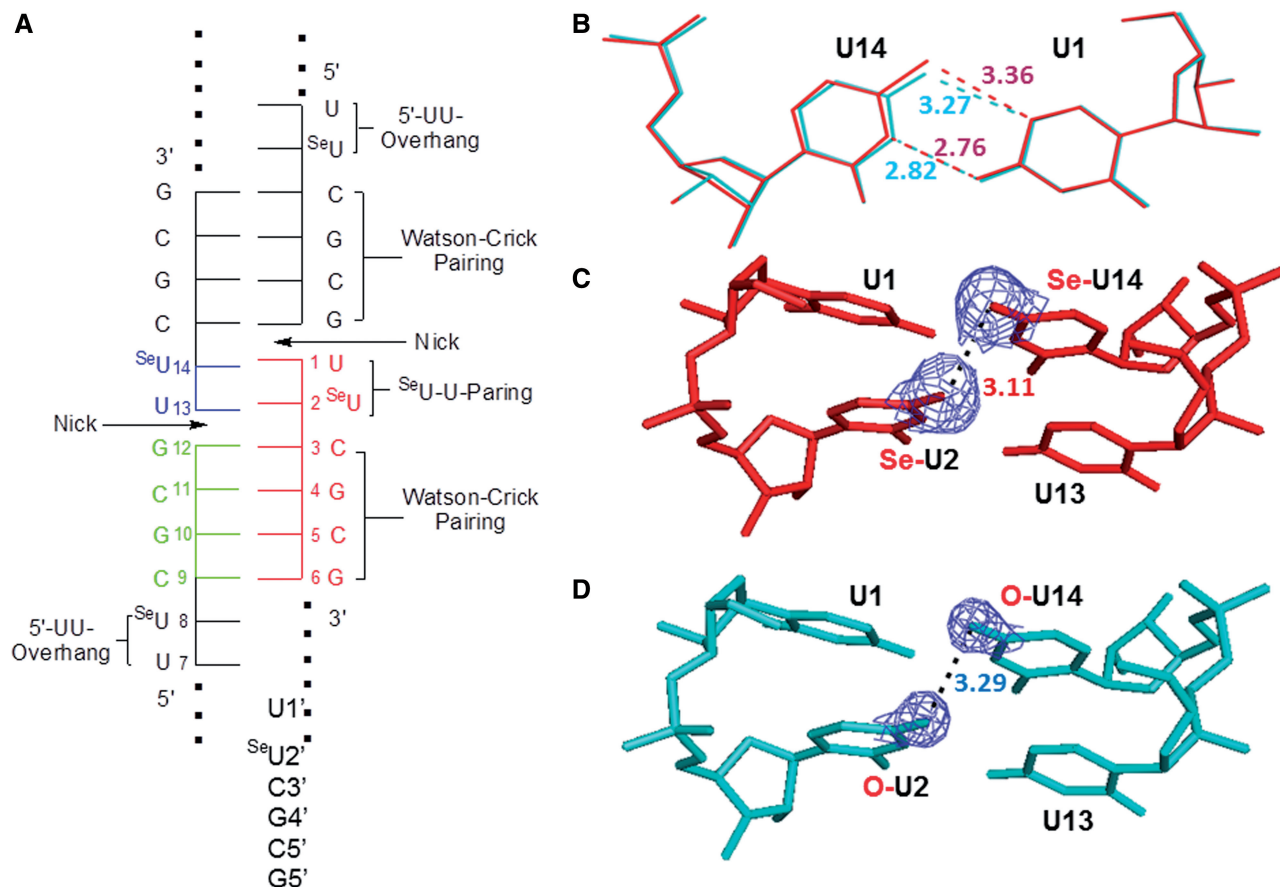 A
5'
U
SeU
5'-UU-
Overhang
3'
G
C
G
C
C
G
C
G
Watson-Crick
Pairing
Nick
SeU14
U13
Nick
1 U
2 SeU
SeU-U-Paring
G12
C11
G10
C9
3 C
4 G
5 C
6 G
Watson-Crick
Pairing
5'-UU-
Overhang
SeU 8
U 7
5'
3'
U1'
SeU2'
C3'
G4'
C5'
G5'
B
U14
U1
3.36
3.27
2.76
2.82
C
U1
Se-U14
3.11
Se-U2
U13
D
U1
O-U14
3.29
O-U2
U13